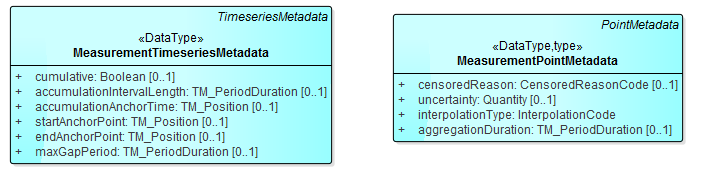 TimeseriesMetadata
«DataType»
MeasurementTimeseriesMetadata
+ cumulative: Boolean [0..1]
+ accumulationIntervalLength: TM_PeriodDuration [0..1]
+ accumulationAnchorTime: TM_Position [0..1]
+ startAnchorPoint: TM_Position [0..1]
+ endAnchorPoint: TM_Position [0..1]
+ maxGapPeriod: TM_PeriodDuration [0..1]
PointMetadata
«DataType,type»
MeasurementPointMetadata
+ censoredReason: CensoredReasonCode [0..1]
+ uncertainty: Quantity [0..1]
+ interpolationType: InterpolationCode
+ aggregationDuration: TM_PeriodDuration [0..1]